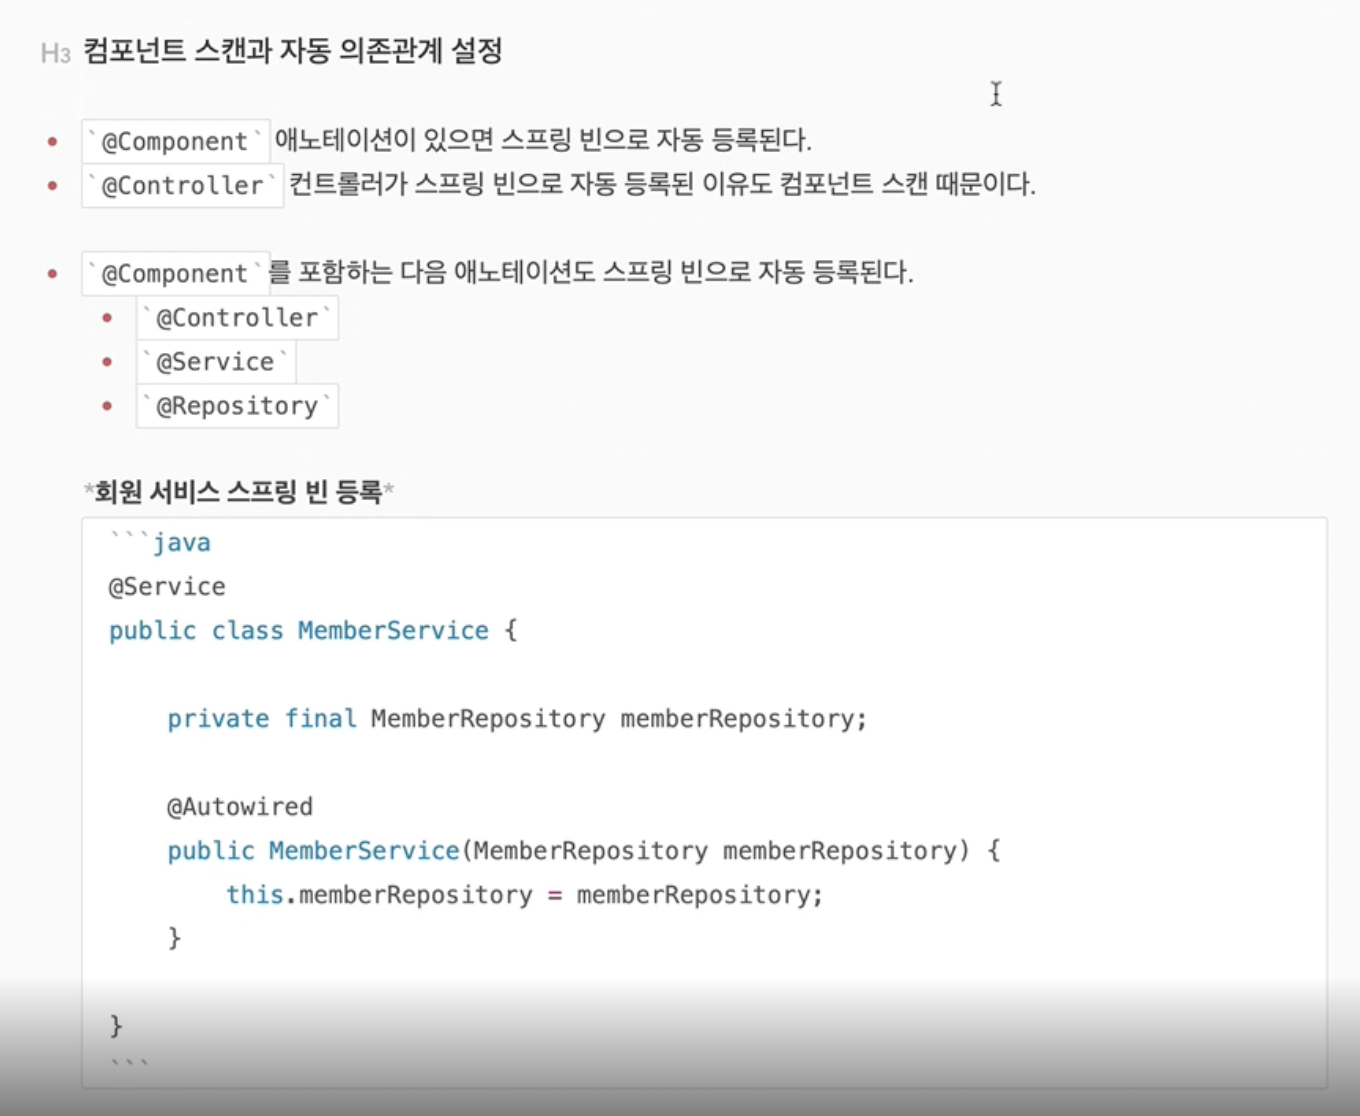 H3 컴포넌트 스캔과 자동 의존관계 설정
• `@Component` 애노테이션이 있으면 스프링 빈으로 자동 등록된다.
• `@Controller` 컨트롤러가 스프링 빈으로 자동 등록된 이유도 컴포넌트 스캔 때문이다.
• `@Component`를 포함하는 다음 애노테이션도 스프링 빈으로 자동 등록된다.
• `@Controller`
• `@Service`
• `@Repository`
*회원 서비스 스프링 빈 등록*
```java
@Service
public class MemberService {
private final MemberRepository memberRepository;
@Autowired
public MemberService(MemberRepository memberRepository) {
this.memberRepository = memberRepository;
}
}
```